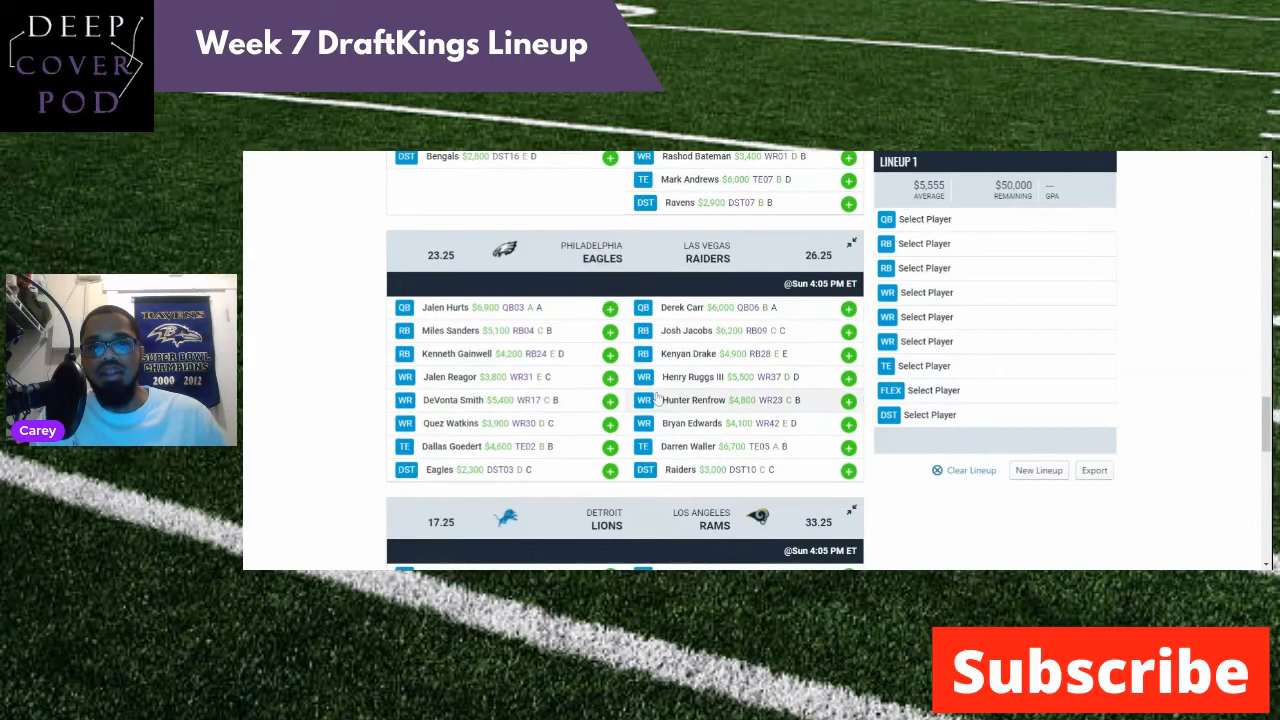 DEEP
COVER
POD
Week 7 DraftKings Lineup
DST Bengals $2,800 DST16 E D
WR Rashod Bateman $3,400 WR01 D B
TE Mark Andrews $6,000 TE07 B D
DST Ravens $2,900 DST07 B B
23.25 PHILADELPHIA EAGLES LAS VEGAS RAIDERS 26.25
@Sun 4:05 PM ET
QB Jalen Hurts $6,900 QB03 A A
QB Derek Carr $6,000 QB06 B A
RB Miles Sanders $5,100 RB04 C B
RB Josh Jacobs $6,200 RB09 C C
RB Kenneth Gainwell $4,200 RB24 E D
RB Kenyan Drake $4,900 RB28 E E
WR Jalen Reagor $3,800 WR31 E C
WR Henry Ruggs III $5,500 WR37 D D
WR DeVonta Smith $5,400 WR17 C B
WR Hunter Renfrow $4,800 WR23 C B
WR Quez Watkins $3,900 WR30 D C
WR Bryan Edwards $4,100 WR42 E D
TE Dallas Goedert $4,600 TE02 B B
TE Darren Waller $6,700 TE05 A B
DST Eagles $2,300 DST03 D C
DST Raiders $3,000 DST10 C C
17.25 DETROIT LIONS LOS ANGELES RAMS 33.25
@Sun 4:05 PM ET
LINEUP 1
$5,555 $50,000 ---
AVERAGE REMAINING GPA
QB Select Player
RB Select Player
RB Select Player
WR Select Player
WR Select Player
WR Select Player
TE Select Player
FLEX Select Player
DST Select Player
Clear Lineup New Lineup Export
RAVENS
SUPER BOWL
CHAMPIONS
2000 2012
Carey
Subscribe